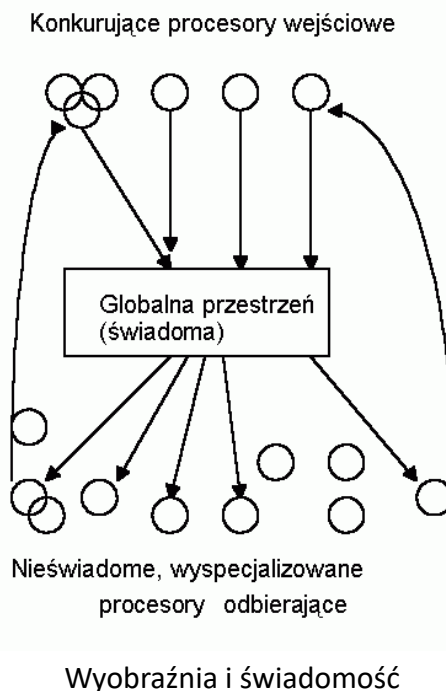 Konkurujące procesory wejściowe
Globalna przestrzeń
(świadoma)
Nieświadome, wyspecjalizowane
procesory odbierające
Wyobraźnia i świadomość